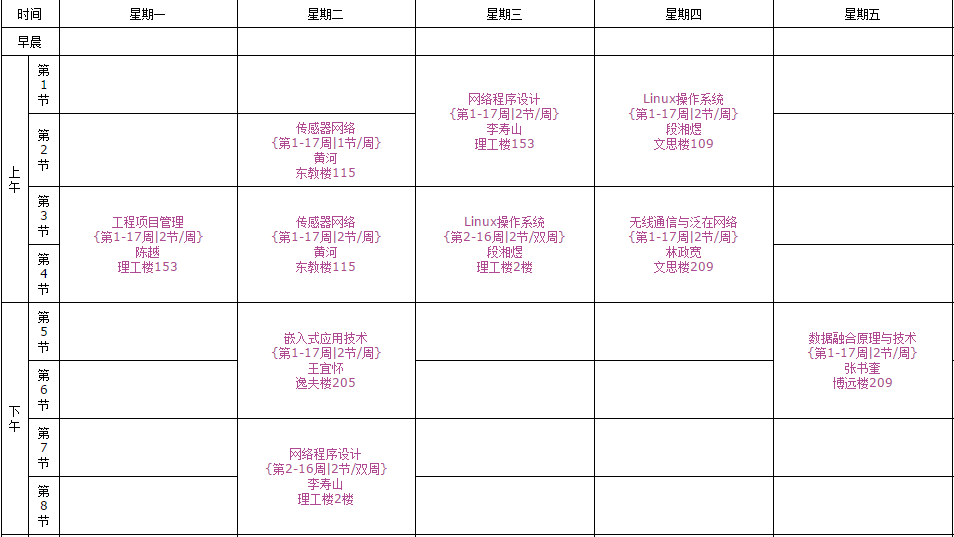 时间 星期一 星期二 星期三 星期四 星期五
早晨
上午
第1节
网络程序设计
{第1-17周|2节/周}
李寿山
理工楼153
Linux操作系统
{第1-17周|2节/周}
段湘煜
文思楼109
第2节
传感器网络
{第1-17周|1节/周}
黄河
东教楼115
第3节
工程项目管理
{第1-17周|2节/周}
陈越
理工楼153
传感器网络
{第1-17周|2节/周}
黄河
东教楼115
Linux操作系统
{第2-16周|2节/双周}
段湘煜
理工楼2楼
无线通信与泛在网络
{第1-17周|2节/周}
林政宽
文思楼209
第4节
下午
第5节
嵌入式应用技术
{第1-17周|2节/周}
王宜怀
逸夫楼205
数据融合原理与技术
{第1-17周|2节/周}
张书奎
博远楼209
第6节
第7节
网络程序设计
{第2-16周|2节/双周}
李寿山
理工楼2楼
第8节